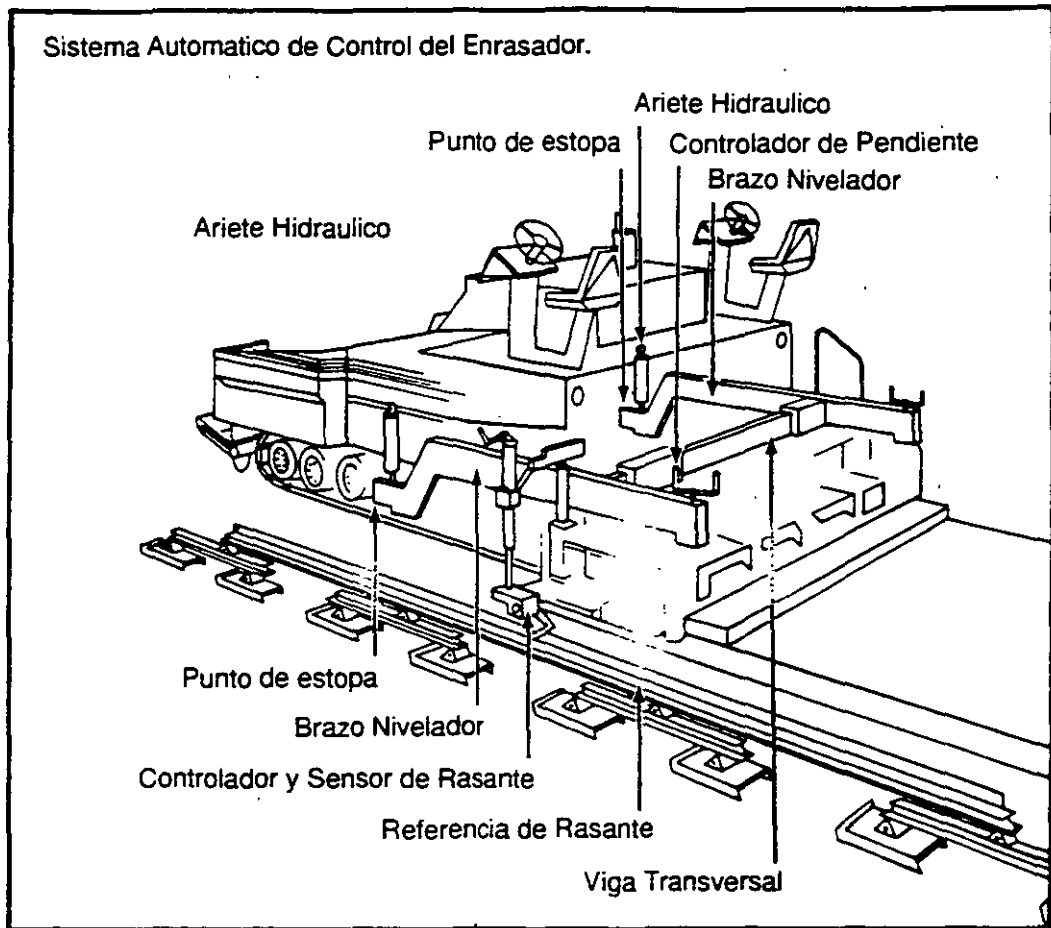 Sistema Automatico de Control del Enrasador.
Ariete Hidraulico
Punto de estopa
Controlador de Pendiente
Brazo Nivelador
Ariete Hidraulico
Punto de estopa
Brazo Nivelador
Controlador y Sensor de Rasante
Referencia de Rasante
Viga Transversal